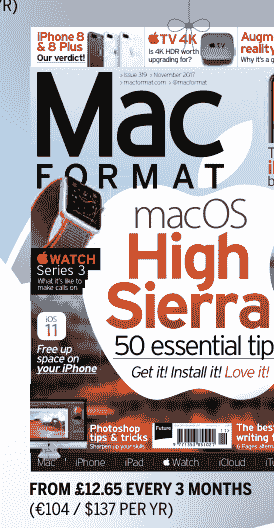 YR)
iPhone 8
& 8 Plus
Our verdict!
TV 4K
Is 4K HDR worth
upgrading for?
Augm
reality
Why it's a g
Issue 319 › November 2017
macformat.com › @macformat
Mac
FORMAT
macOS
High
Sierra
50 essential tip
Get it! Install it! Love it!
WATCH
Series 3
What it's like to
make calls on
iOS
11
Free up
space on
your iPhone
Photoshop
tips & tricks
Sharpen up your skills
Future
The bes
writing
6 Pages
Mac
iPhone
iPad
Watch
iCloud
FROM £12.65 EVERY 3 MONTHS
(€104 / $137 PER YR)